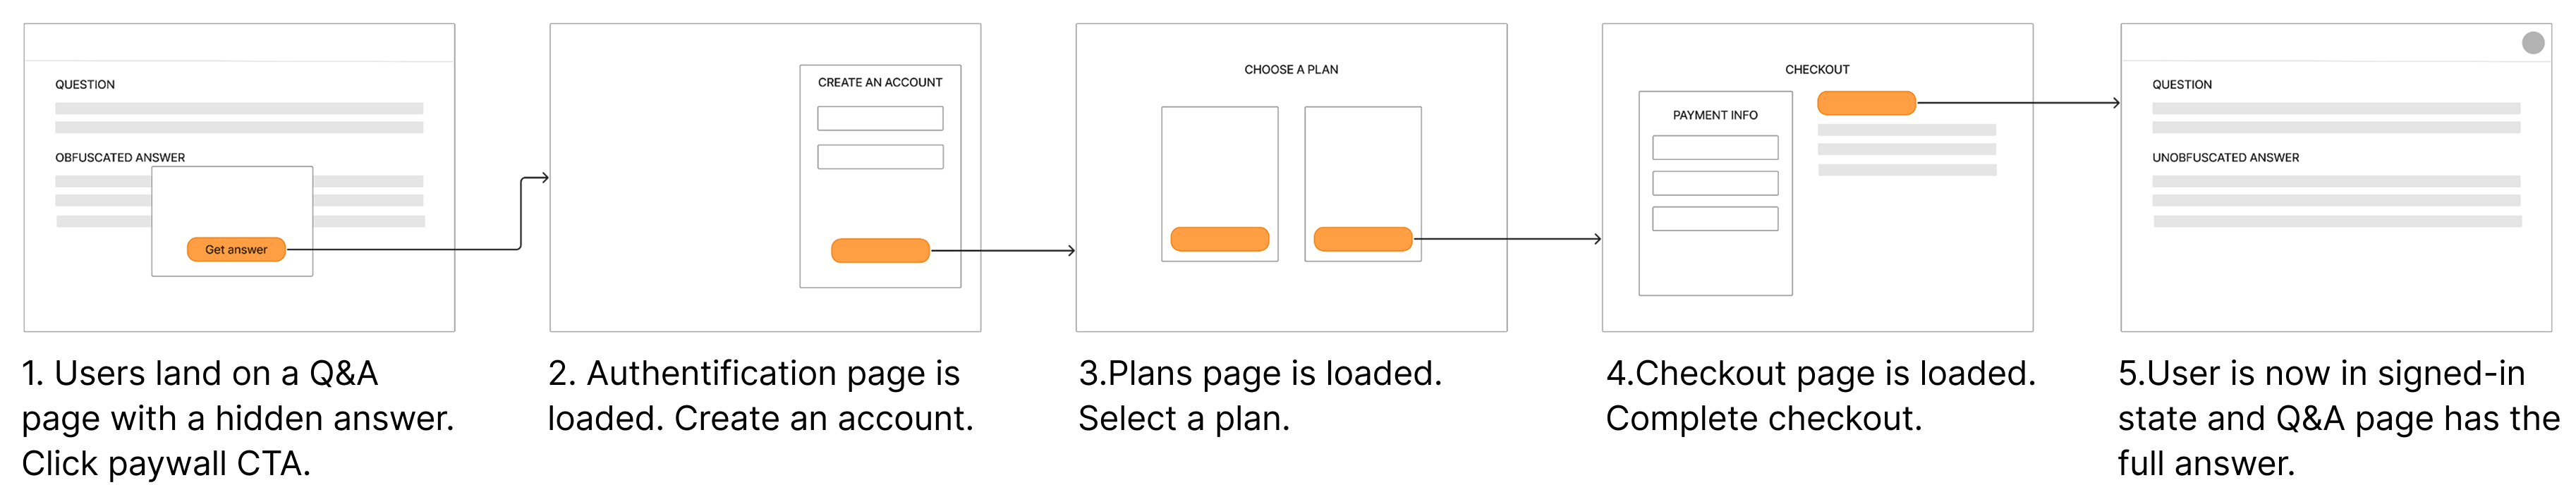 QUESTION
OBFUSCATED ANSWER
Get answer
1. Users land on a Q&A
page with a hidden answer.
Click paywall CTA.
CREATE AN ACCOUNT
2. Authentification page is
loaded. Create an account.
CHOOSE A PLAN
3.Plans page is loaded.
Select a plan.
CHECKOUT
PAYMENT INFO
4.Checkout page is loaded.
Complete checkout.
QUESTION
UNOBFUSCATED ANSWER
5.User is now in signed-in
state and Q&A page has the
full answer.